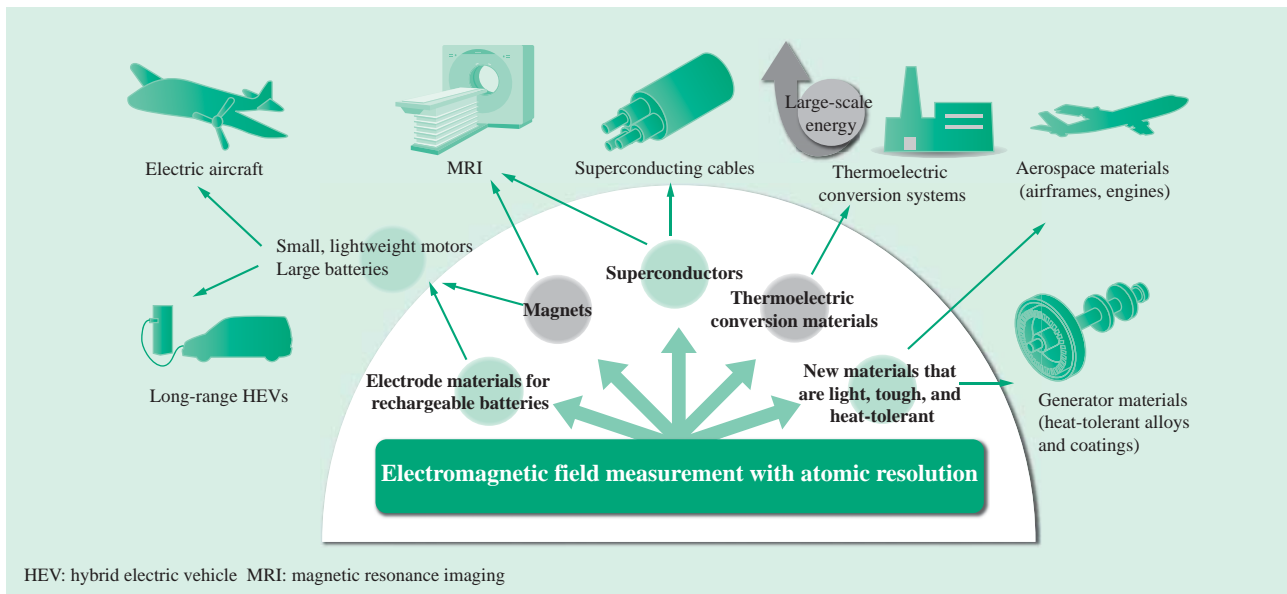 Large-scale
energy
Electric aircraft
MRI
Superconducting cables
Thermoelectric
conversion systems
Aerospace materials
(airframes, engines)
Small, lightweight motors
Large batteries
Superconductors
Magnets
Thermoelectric
conversion materials
Long-range HEVs
Electrode materials for
rechargeable batteries
New materials that
are light, tough, and
heat-tolerant
Generator materials
(heat-tolerant alloys
and coatings)
Electromagnetic field measurement with atomic resolution
HEV: hybrid electric vehicle MRI: magnetic resonance imaging